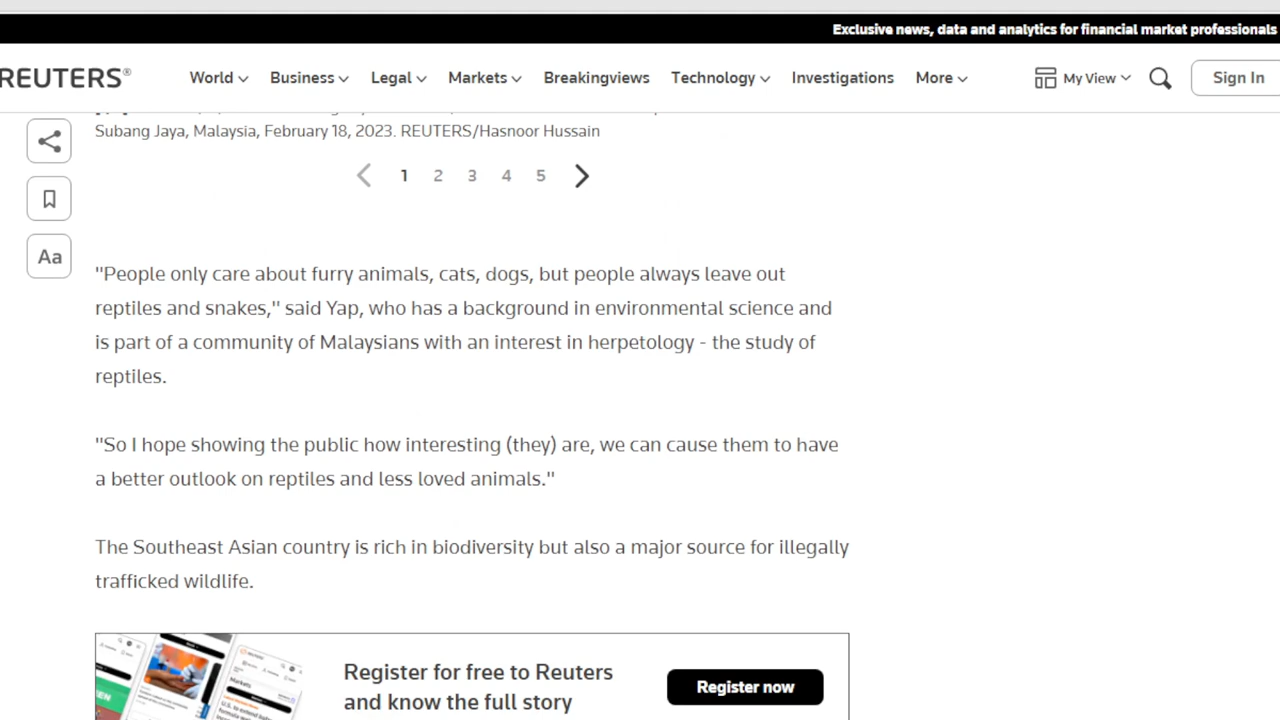 Exclusive news, data and analytics for financial market professionals
REUTERS®
World Business Legal Markets Breakingviews Technology Investigations More My View Sign In
Subang Jaya, Malaysia, February 18, 2023. REUTERS/Hasnoor Hussain
1 2 3 4 5
Aa
"People only care about furry animals, cats, dogs, but people always leave out
reptiles and snakes," said Yap, who has a background in environmental science and
is part of a community of Malaysians with an interest in herpetology - the study of
reptiles.
"So I hope showing the public how interesting (they) are, we can cause them to have
a better outlook on reptiles and less loved animals."
The Southeast Asian country is rich in biodiversity but also a major source for illegally
trafficked wildlife.
Register for free to Reuters
and know the full story
Register now